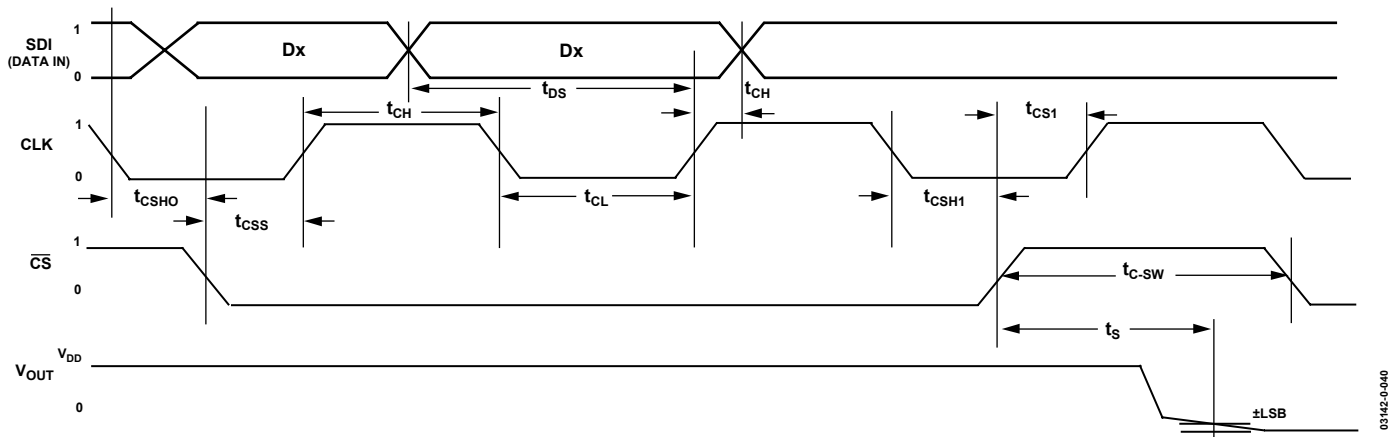 1
SDI
(DATA IN)
0
Dx
Dx
tDS
tCH
tCH
tCS1
1
CLK
0
tCSHO
tCSS
tCL
tCSH1
1
CS
0
tC-SW
tS
VDD
VOUT
0
±LSB
03142-0-040